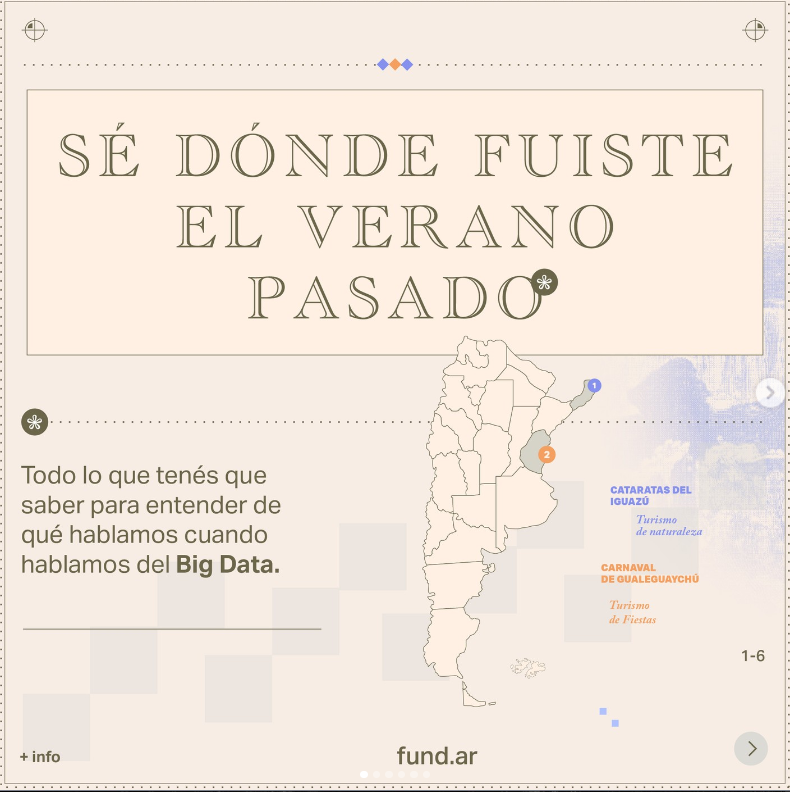 SÉ DÓNDE FUISTE
EL VERANO
PASADO
1
2
Todo lo que tenés que
saber para entender de
qué hablamos cuando
hablamos del Big Data.
CATARATAS DEL
IGUAZÚ
Turismo
de naturaleza
CARNAVAL
DE GUALEGUAYCHÚ
Turismo
de Fiestas
1-6
+ info
fund.ar